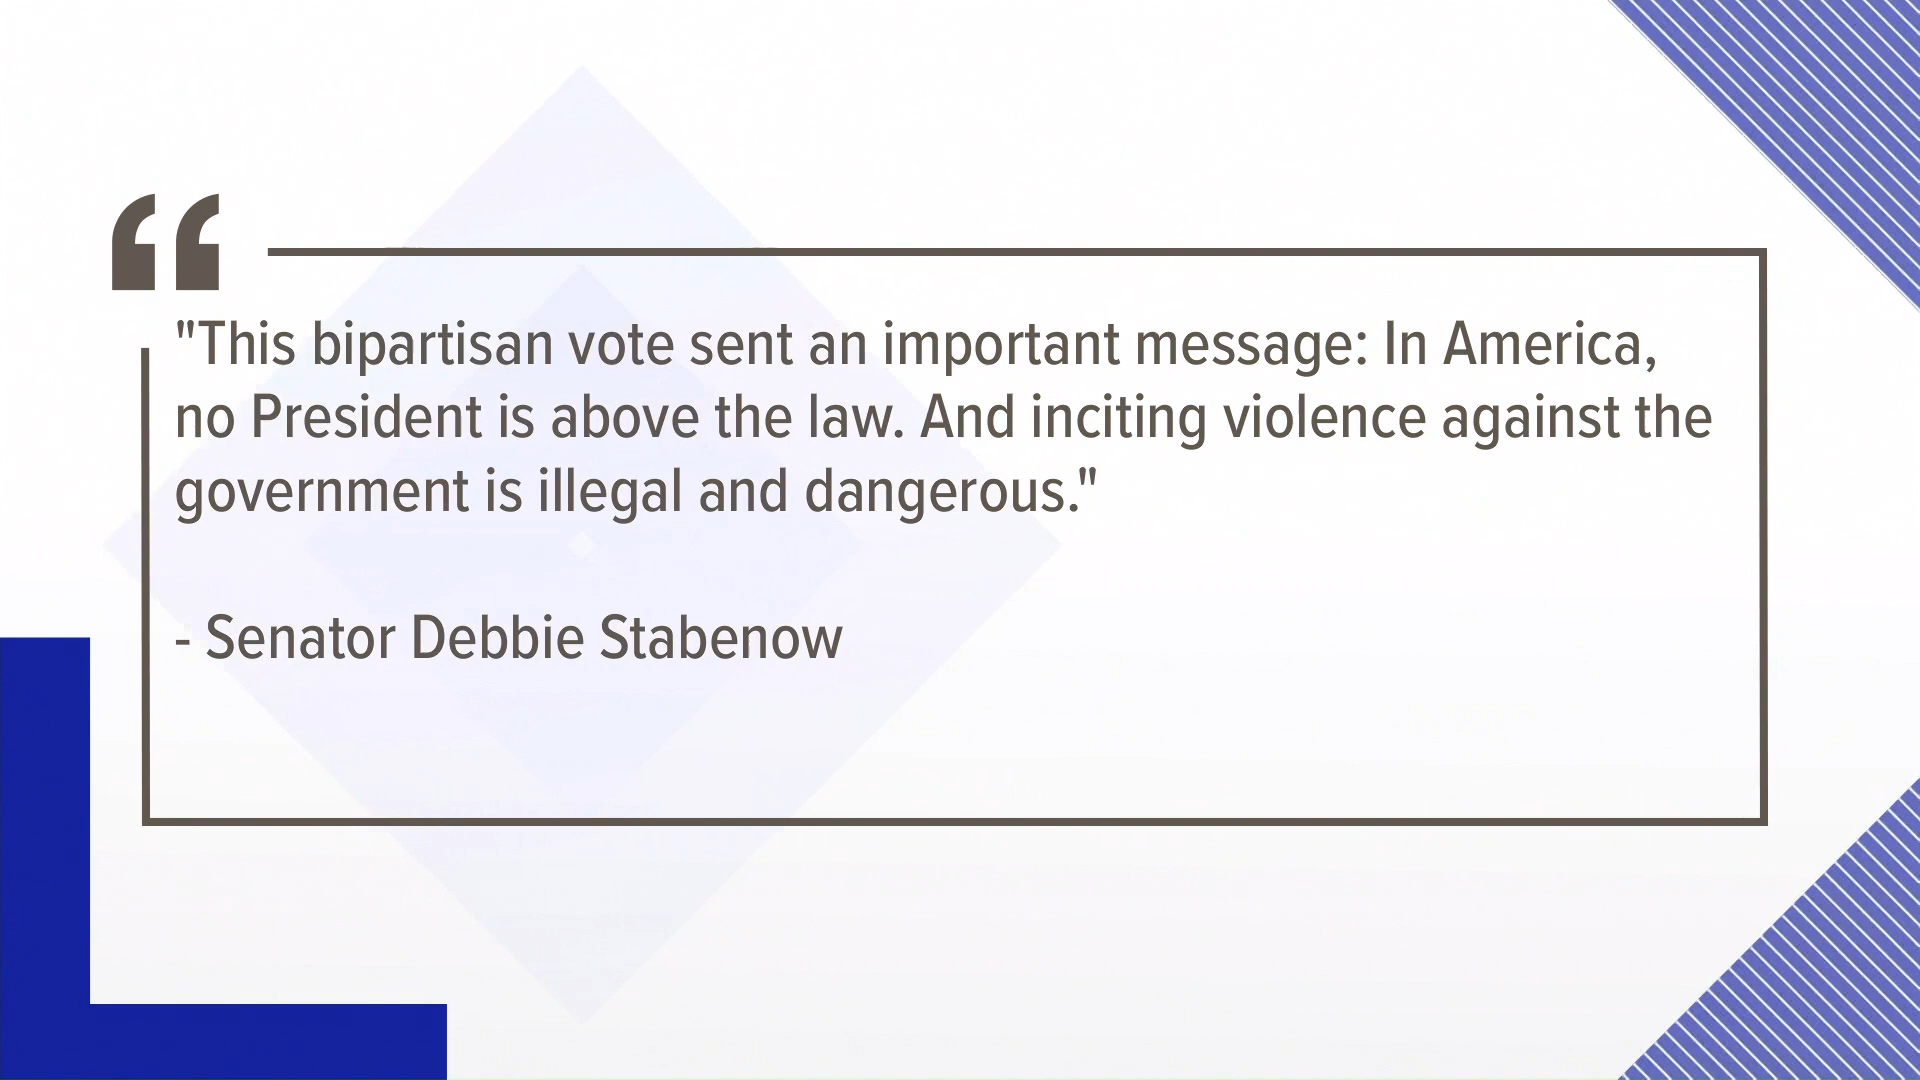 "This bipartisan vote sent an important message: In America,
no President is above the law. And inciting violence against the
government is illegal and dangerous."
- Senator Debbie Stabenow